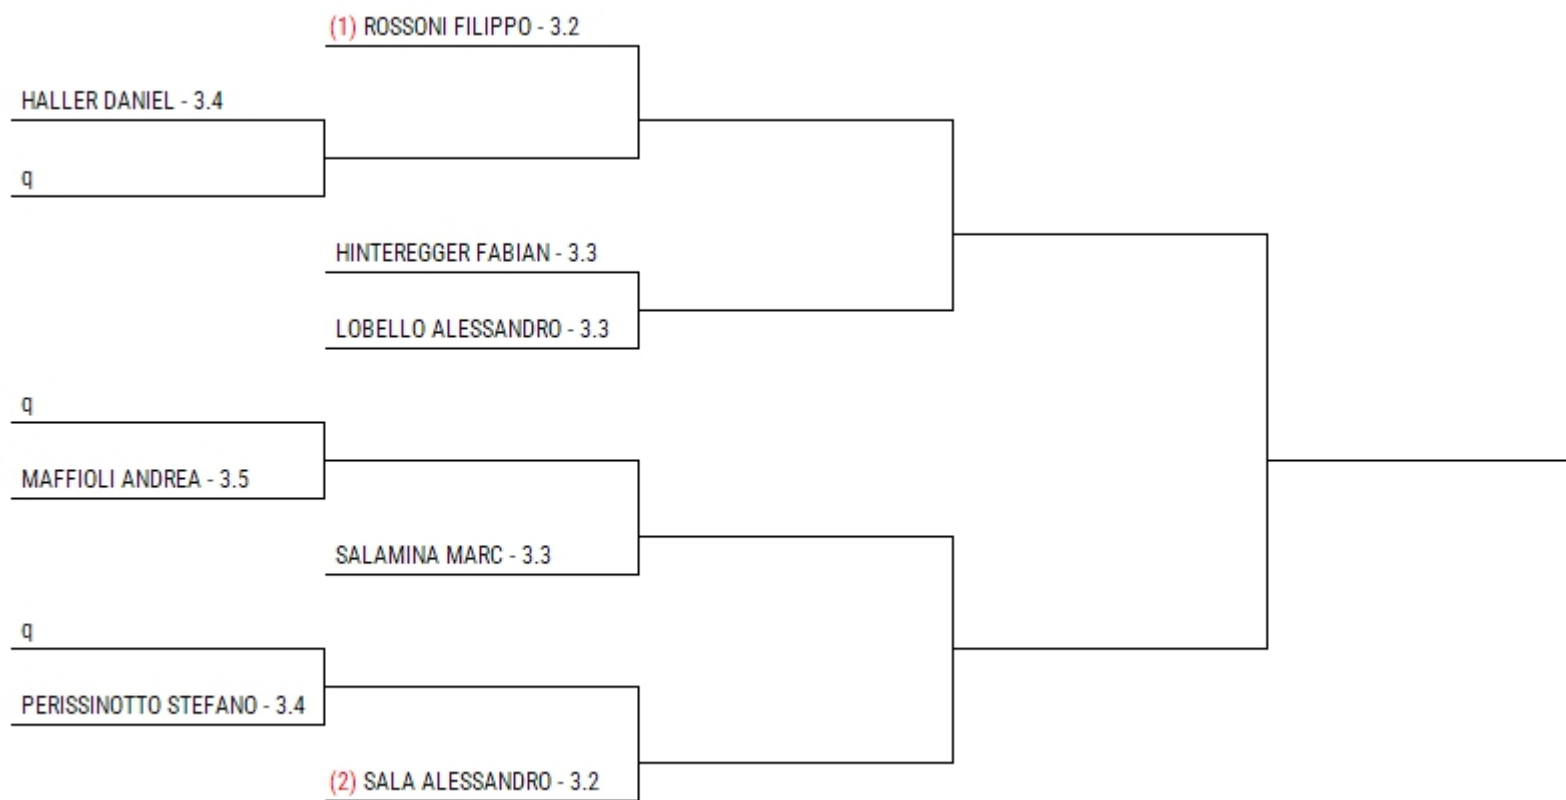 (1) ROSSONI FILIPPO - 3.2
HALLER DANIEL - 3.4
q
HINTEREGGER FABIAN - 3.3
LOBELLO ALESSANDRO - 3.3
q
MAFFIOLI ANDREA - 3.5
SALAMINA MARC - 3.3
q
PERISSINOTTO STEFANO - 3.4
(2) SALA ALESSANDRO - 3.2